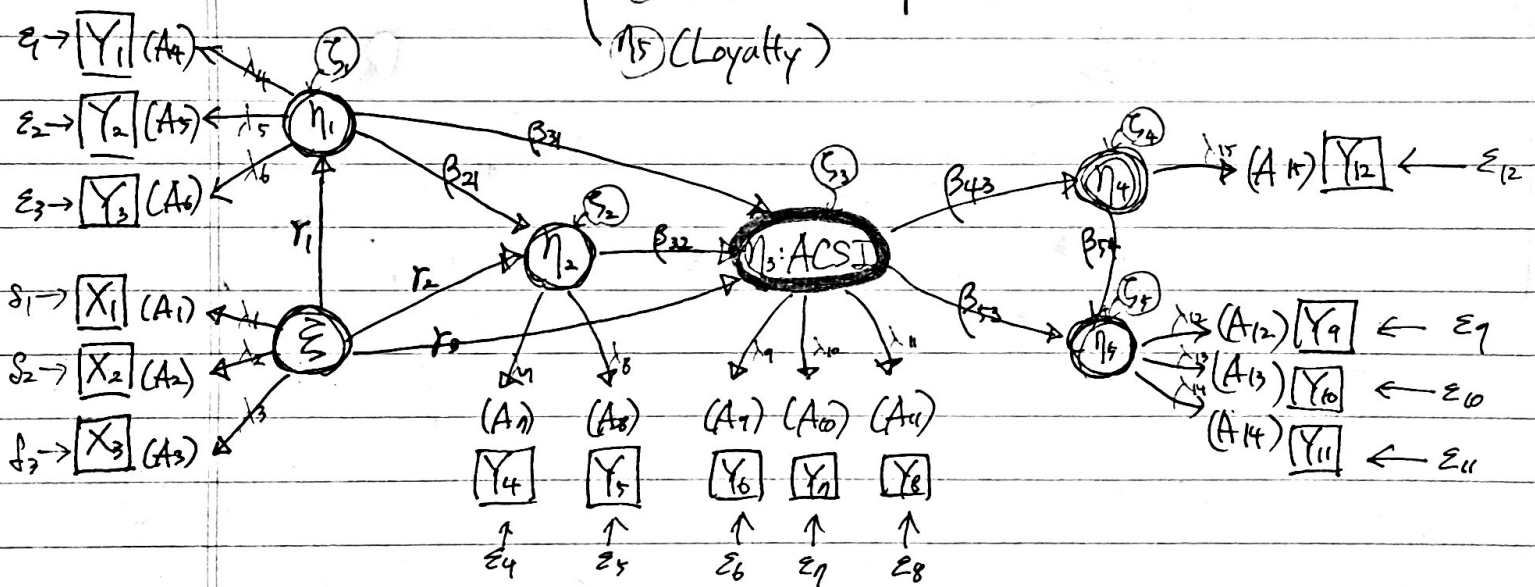 η5 (Loyalty)
ε1 → Y1 (A4)
λ4
ζ1
ε2 → Y2 (A5)
λ5
η1
β31
ε3 → Y3 (A6)
λ6
β21
ζ2
ζ3
ζ4
η4
λ15
(A15) Y12 ← ε12
β43
γ1
η2
β32
η3: ACSI
β54
γ2
δ1 → X1 (A1)
λ1
ξ
γ3
β53
ζ5
η5
λ12
(A12) Y9 ← ε9
δ2 → X2 (A2)
λ2
λ7
λ8
λ9
λ10
λ11
λ13
(A13) Y10 ← ε10
δ3 → X3 (A3)
λ3
λ14
(A14) Y11 ← ε11
(A7) (A8) (A9) (A10) (A11)
Y4 Y5 Y6 Y7 Y8
ε4 ε5 ε6 ε7 ε8